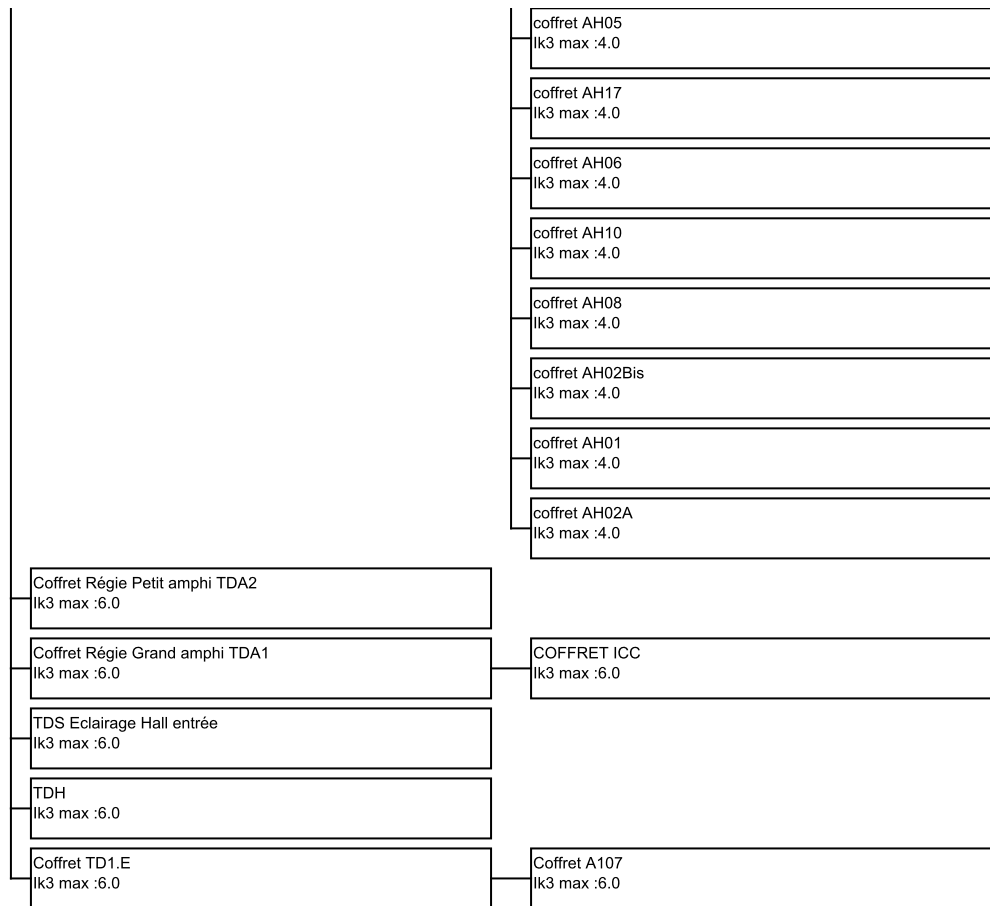 coffret AH05
Ik3 max :4.0
coffret AH17
Ik3 max :4.0
coffret AH06
Ik3 max :4.0
coffret AH10
Ik3 max :4.0
coffret AH08
Ik3 max :4.0
coffret AH02Bis
Ik3 max :4.0
coffret AH01
Ik3 max :4.0
coffret AH02A
Ik3 max :4.0
Coffret Régie Petit amphi TDA2
Ik3 max :6.0
Coffret Régie Grand amphi TDA1
Ik3 max :6.0
COFFRET ICC
Ik3 max :6.0
TDS Eclairage Hall entrée
Ik3 max :6.0
TDH
Ik3 max :6.0
Coffret TD1.E
Ik3 max :6.0
Coffret A107
Ik3 max :6.0